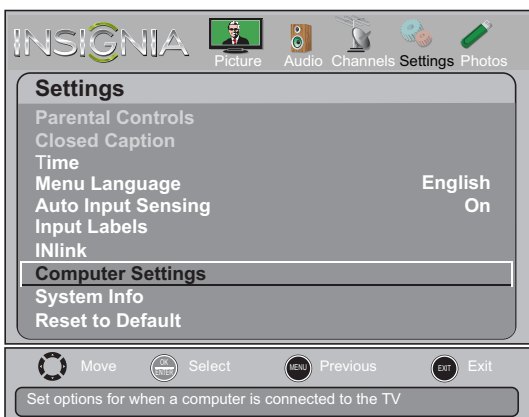 INSIGNIA
Picture Audio Channels Settings Photos
Settings
Parental Controls
Closed Caption
Time
Menu Language English
Auto Input Sensing On
Input Labels
INlink
Computer Settings
System Info
Reset to Default
Move OK ENTER Select MENU Previous EXIT Exit
Set options for when a computer is connected to the TV